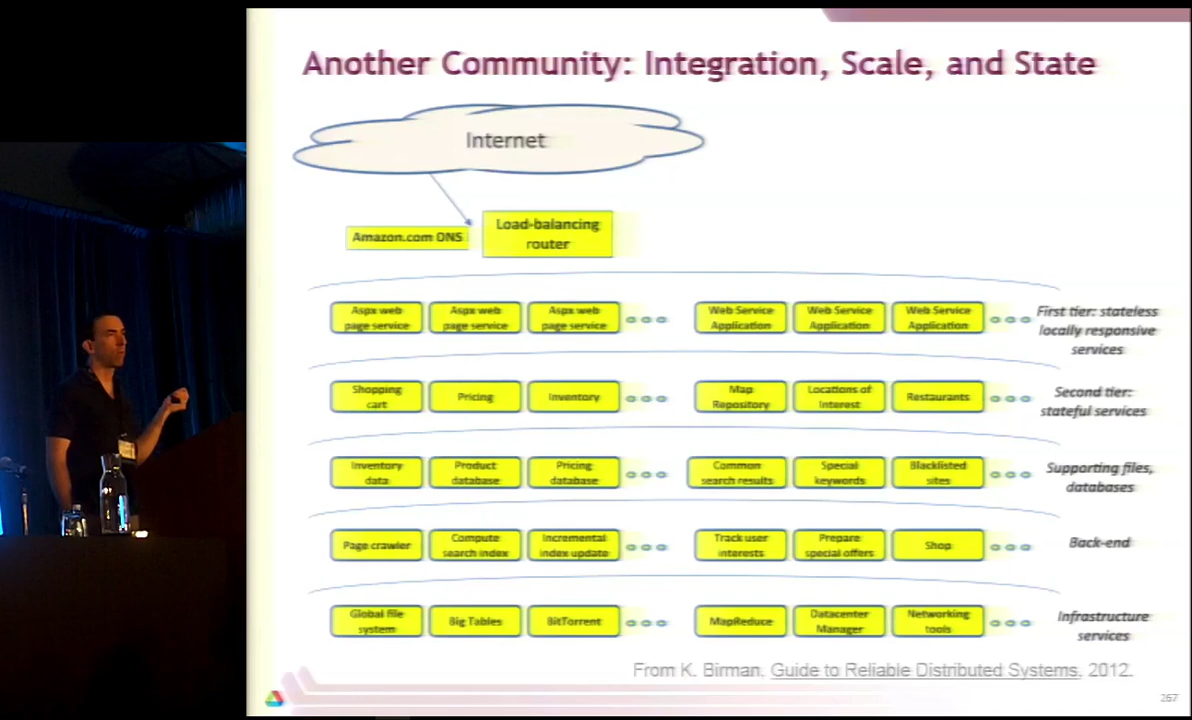 Another Community: Integration, Scale, and State
Internet
Amazon.com DNS
Load-balancing
router
Aspx web
page service
Aspx web
page service
Aspx web
page service
Web Service
Application
Web Service
Application
Web Service
Application
First tier: stateless
locally responsive
services
Shopping
cart
Pricing
Inventory
Map
Repository
Locations of
Interest
Restaurants
Second tier:
stateful services
Inventory
data
Product
database
Pricing
database
Common
search results
Special
keywords
Blacklisted
sites
Supporting files,
databases
Page crawler
Compute
search index
Incremental
index update
Track user
interests
Prepare
special offers
Shop
Back-end
Global file
system
Big Tables
BitTorrent
MapReduce
Datacenter
Manager
Networking
tools
Infrastructure
services
From K. Birman. Guide to Reliable Distributed Systems, 2012.
267